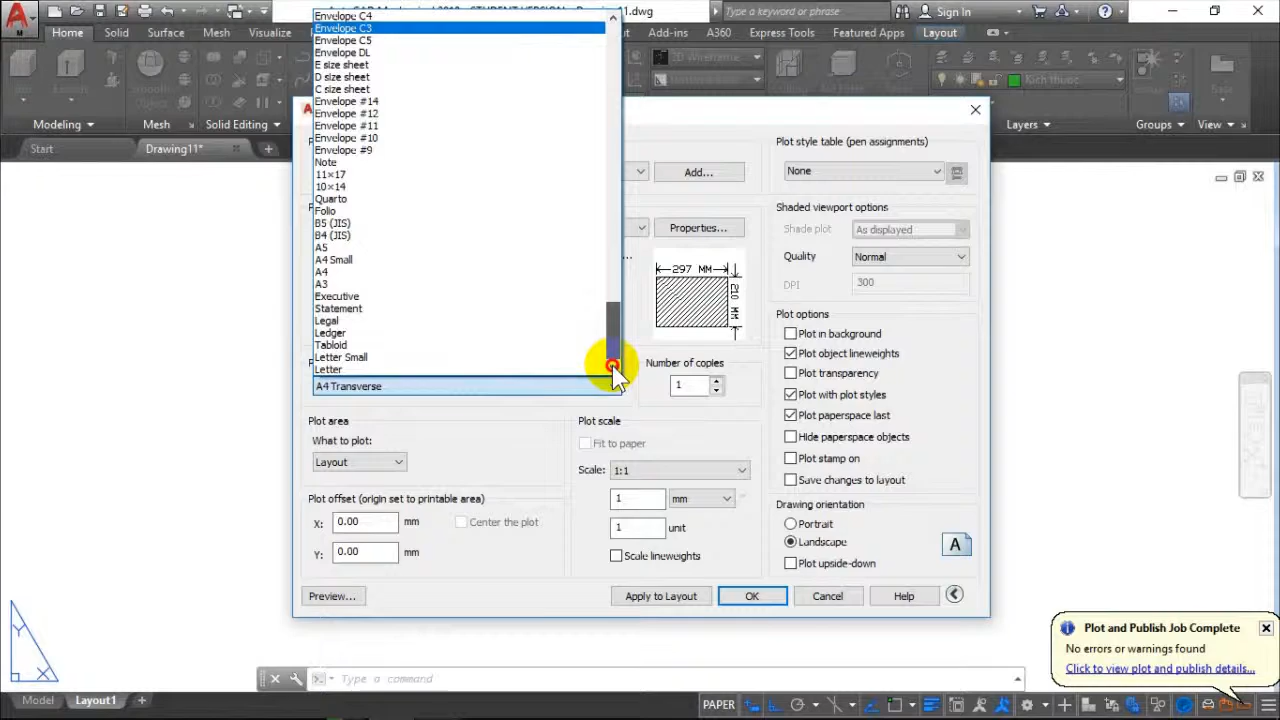 Drawing11.dwg
Type a keyword or phrase
Sign In
Home
Solid
Surface
Mesh
Visualize
Add-ins
A360
Express Tools
Featured Apps
Layout
2D Wireframe
Modeling
Mesh
Solid Editing
Layers
Groups
View
Start
Drawing11*
Envelope C4
Envelope C3
Envelope C5
Envelope DL
E size sheet
D size sheet
C size sheet
Envelope #14
Envelope #12
Envelope #11
Envelope #10
Envelope #9
Note
11×17
10×14
Quarto
Folio
B5 (JIS)
B4 (JIS)
A5
A4 Small
A4
A3
Executive
Statement
Legal
Ledger
Tabloid
Letter Small
Letter
A4 Transverse
Add...
Properties...
297 MM
210 MM
Number of copies
1
Plot area
What to plot:
Layout
Plot offset (origin set to printable area)
X: 0.00 mm
Center the plot
Y: 0.00 mm
Plot scale
Fit to paper
Scale: 1:1
1 mm
1 unit
Scale lineweights
Plot style table (pen assignments)
None
Shaded viewport options
Shade plot As displayed
Quality Normal
DPI 300
Plot options
Plot in background
Plot object lineweights
Plot transparency
Plot with plot styles
Plot paperspace last
Hide paperspace objects
Plot stamp on
Save changes to layout
Drawing orientation
Portrait
Landscape
A
Plot upside-down
Preview...
Apply to Layout
OK
Cancel
Help
Y
X
Plot and Publish Job Complete
No errors or warnings found
Click to view plot and publish details...
Type a command
Model
Layout1
PAPER